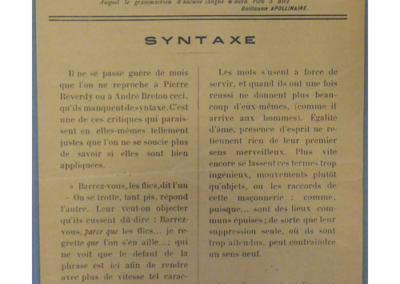 Auquel le grammairien d'aucune langue n'aura rien à dire
Guillaume APOLLINAIRE.
SYNTAXE
Il ne se passe guère de mois
que l'on ne reproche à Pierre
Reverdy ou à André Breton ceci,
qu'ils manquent de syntaxe. C'est
une de ces critiques qui parais-
sent en elles-mêmes tellement
justes que l'on ne se soucie plus
de savoir si elles sont bien
appliquées.
« Barrez-vous, les flics, dit l'un
— On se trotte, tant pis, répond
l'autre. Leur veut-on objecter
qu'ils eussent dû dire : Barrez-
vous, parce que les flics... je re-
grette que l'on s'en aille... ; qui
ne voit que le défaut de la
phrase est ici afin de rendre
avec plus de vitesse tel carac-
Les mots s'usent à force de
servir, et quand ils ont une fois
réussi ne donnent plus beau-
coup d'eux-mêmes, (comme il
arrive aux hommes). Égalité
d'âme, présence d'esprit ne re-
tiennent rien de leur premier
sens merveilleux. Plus vite
encore se fassent ces termes trop
ingénieux, mouvements plutôt
qu'objets, ou les raccords de
cette maçonnerie : comme,
puisque... sont des lieux com-
muns épuisés ; de sorte que leur
suppression seule, où ils sont
trop attendus, peut contraindre
un sens neuf.